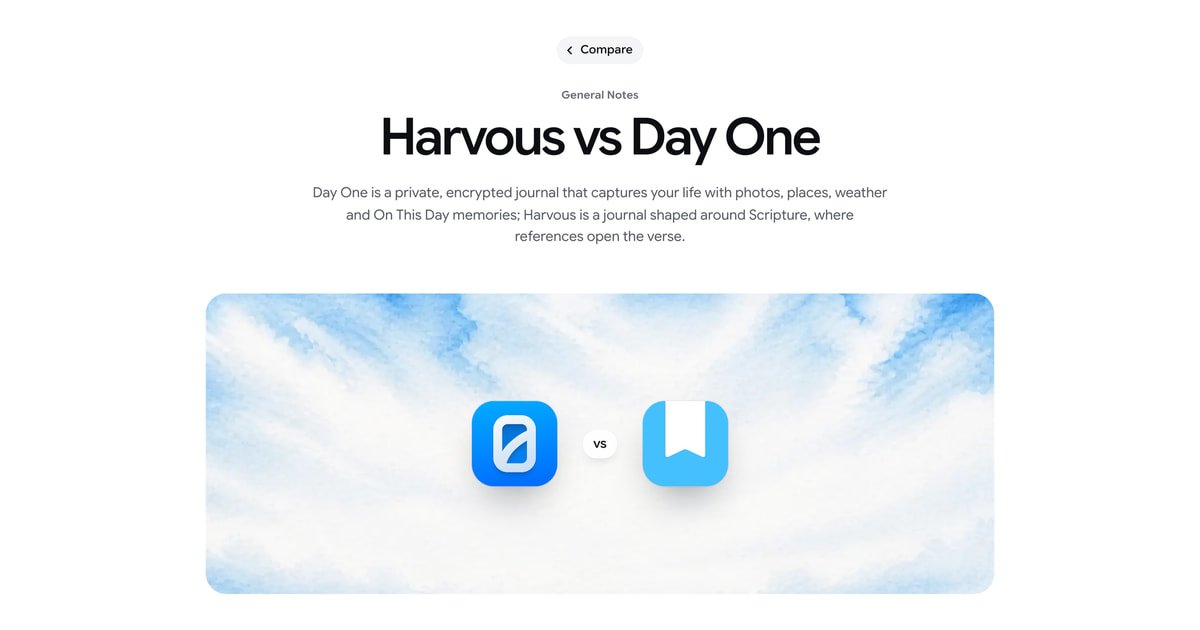 Compare
General Notes
Harvous vs Day One
Day One is a private, encrypted journal that captures your life with photos, places, weather
and On This Day memories; Harvous is a journal shaped around Scripture, where
references open the verse.
vs